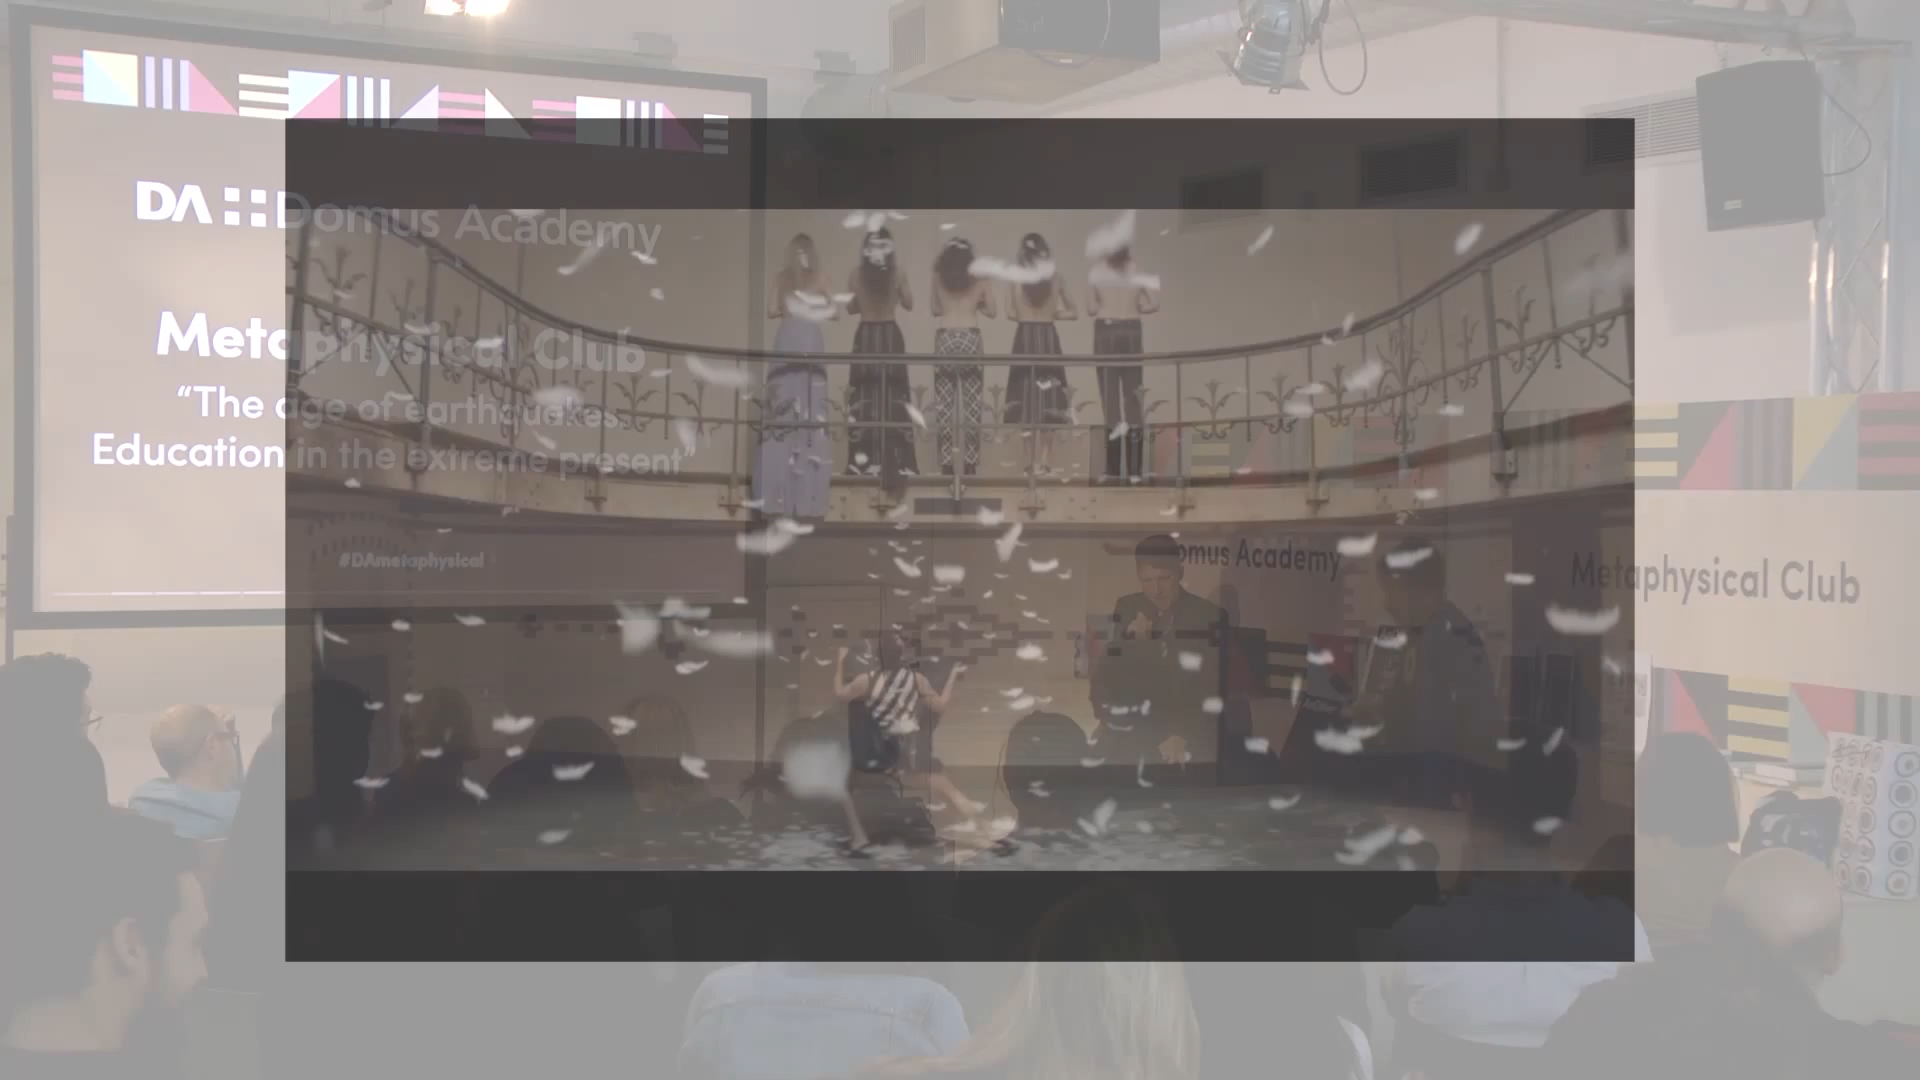 DA Domus Academy
Metaphysical Club
“The age of earthquakes.
Education in the extreme present”
#DAmetaphysical
Domus Academy
Metaphysical Club